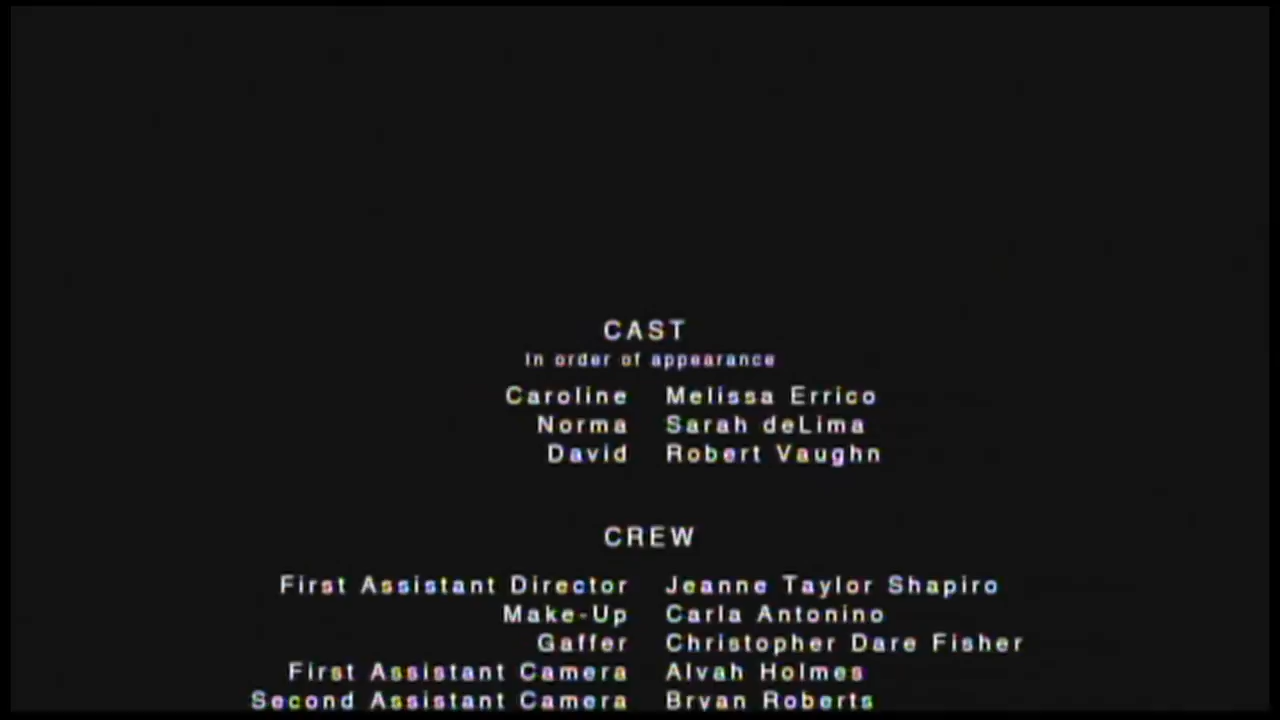 CAST
In order of appearance
Caroline Melissa Errico
Norma Sarah deLima
David Robert Vaughn
CREW
First Assistant Director Jeanne Taylor Shapiro
Make-Up Carla Antonino
Gaffer Christopher Dare Fisher
First Assistant Camera Alvah Holmes
Second Assistant Camera Bryan Roberts